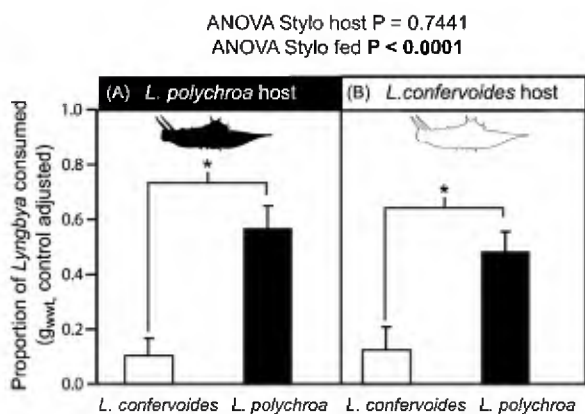 ANOVA Stylo host P = 0.7441
ANOVA Stylo fed P < 0.0001
(A) L. polychroa host
(B) L.confervoides host
Proportion of Lyngbya consumed
(gwwt, control adjusted)
1.0
0.8
0.6
0.4
0.2
0.0
*
*
L. confervoides
L. polychroa
L. confervoides
L. polychroa